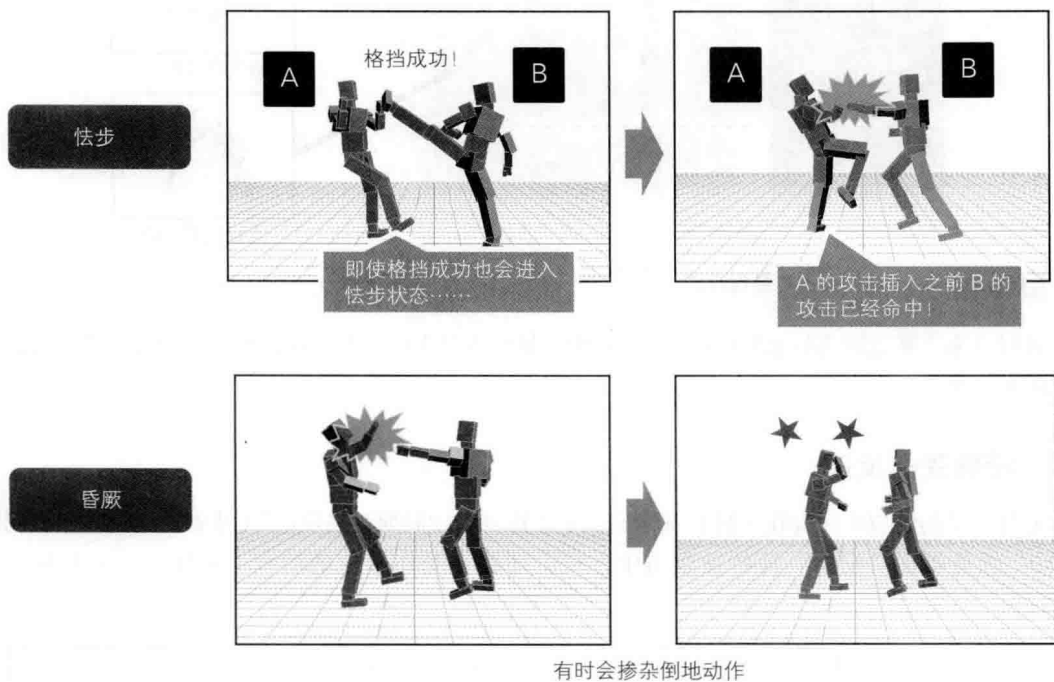 A
格挡成功！
B
A
B
怯步
即使格挡成功也会进入
怯步状态……
A 的攻击插入之前 B 的
攻击已经命中！
昏厥
有时会掺杂倒地动作